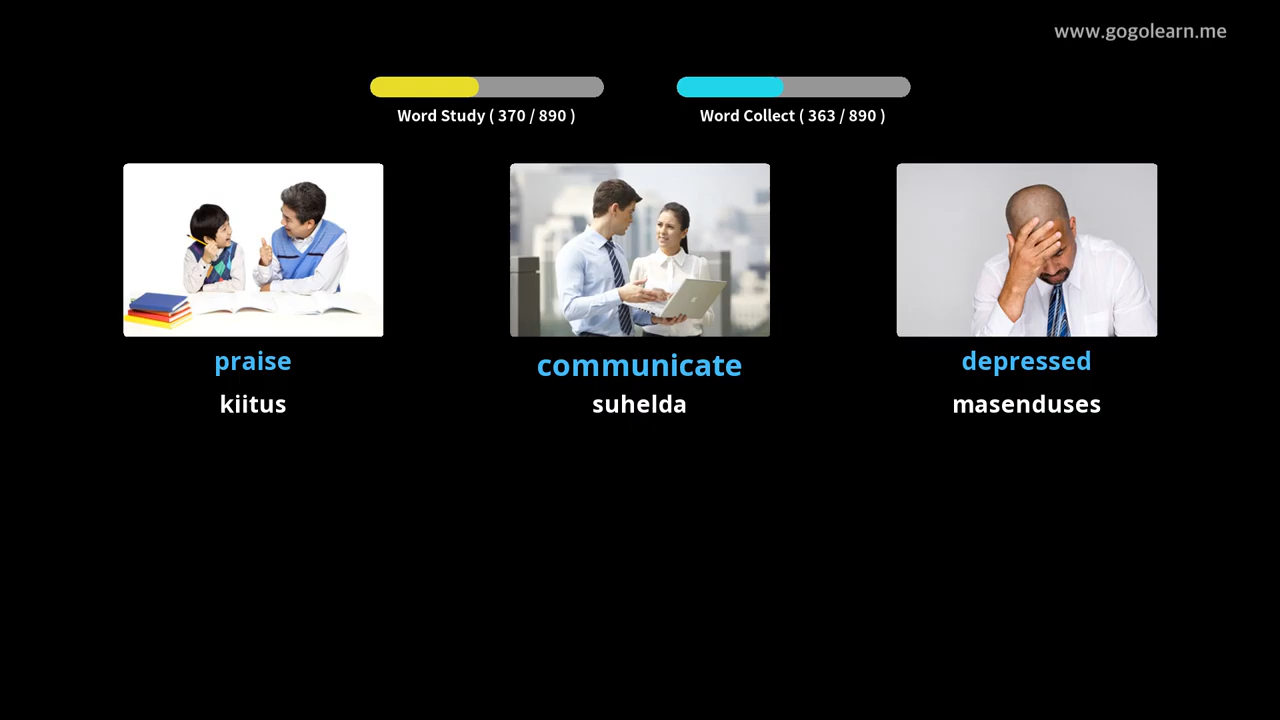 www.gogolearn.me
Word Study ( 370 / 890 )
Word Collect ( 363 / 890 )
praise
kiitus
communicate
suhelda
depressed
masenduses